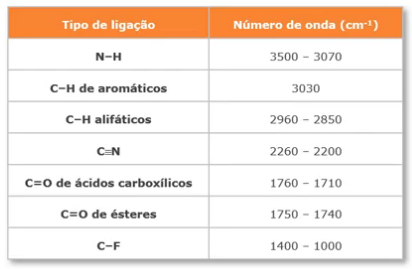 Tipo de ligação Número de onda (cm⁻¹)
N−H 3500 – 3070
C−H de aromáticos 3030
C−H alifáticos 2960 – 2850
C≡N 2260 – 2200
C=O de ácidos carboxílicos 1760 – 1710
C=O de ésteres 1750 – 1740
C−F 1400 – 1000